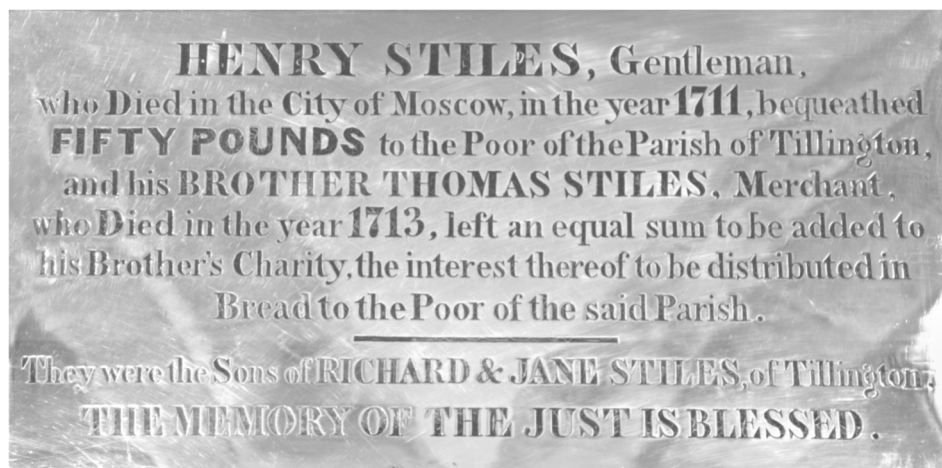 HENRY STILES, Gentleman,
who Died in the City of Moscow, in the year 1711, bequeathed
FIFTY POUNDS to the Poor of the Parish of Tillington,
and his BROTHER THOMAS STILES, Merchant,
who Died in the year 1713, left an equal sum to be added to
his Brother's Charity, the interest thereof to be distributed in
Bread to the Poor of the said Parish.
They were the Sons of RICHARD & JANE STILES, of Tillington,
THE MEMORY OF THE JUST IS BLESSED.